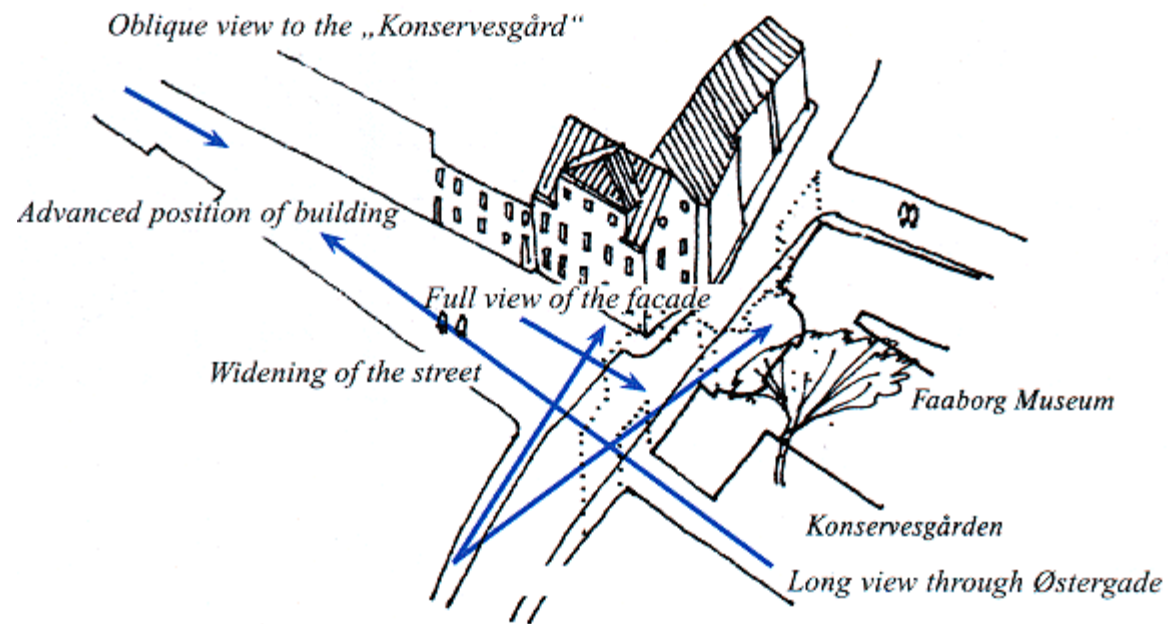 Oblique view to the „Konservesgård“
Advanced position of building
Full view of the facade
Widening of the street
Faaborg Museum
Konservesgården
Long view through Østergade